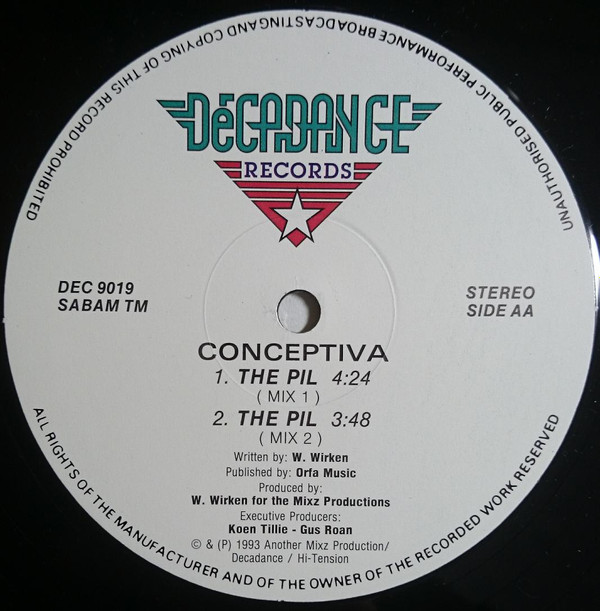 UNAUTHORISED PUBLIC PERFORMANCE BROADCASTING AND COPYING OF THIS RECORD PROHIBITED
DéCADANCE
RECORDS
DEC 9019
SABAM TM
STEREO
SIDE AA
CONCEPTIVA
1. THE PIL 4:24
( MIX 1 )
2. THE PIL 3:48
( MIX 2 )
Written by: W. Wirken
Published by: Orfa Music
Produced by:
W. Wirken for the Mixz Productions
Executive Producers:
Koen Tillie - Gus Roan
© & (P) 1993 Another Mixz Production/
Decadance / Hi-Tension
ALL RIGHTS OF THE MANUFACTURER AND OF THE OWNER OF THE RECORDED WORK RESERVED